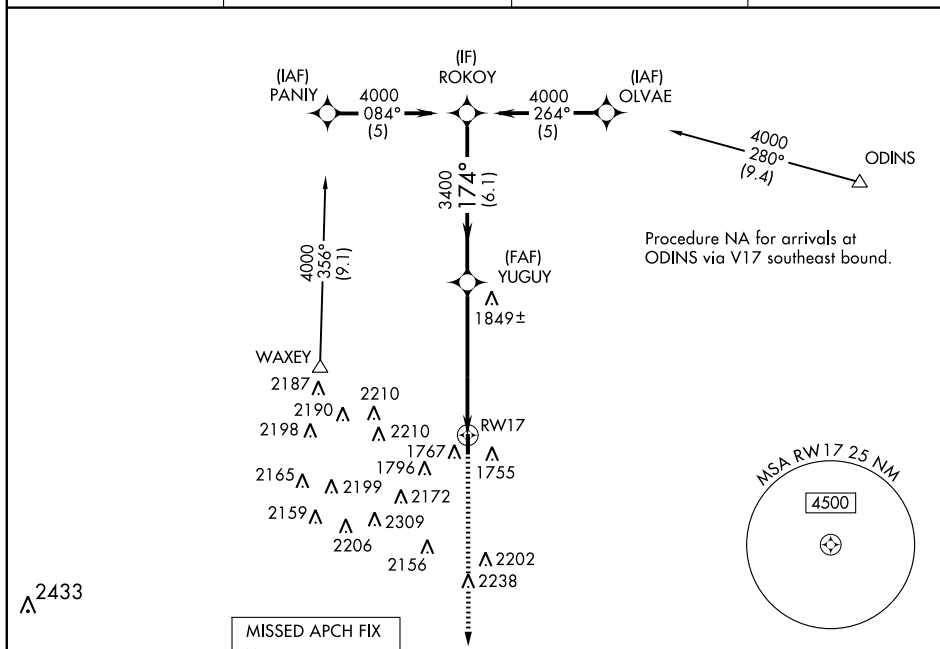 (IAF)
PANIY
4000
084°
(5)
(IF)
ROKOY
4000
264°
(5)
(IAF)
OLVAE
4000
280°
(9.4)
ODINS
3400
174°
(6.1)
Procedure NA for arrivals at
ODINS via V17 southeast bound.
4000
356°
(9.1)
(FAF)
YUGUY
1849±
WAXEY
2187
2190
2210
2198
2210
RW17
1767
1755
1796
2165
2199
2172
2159
2309
2206
2156
2202
2238
2433
MSA RW17 25 NM
4500
MISSED APCH FIX